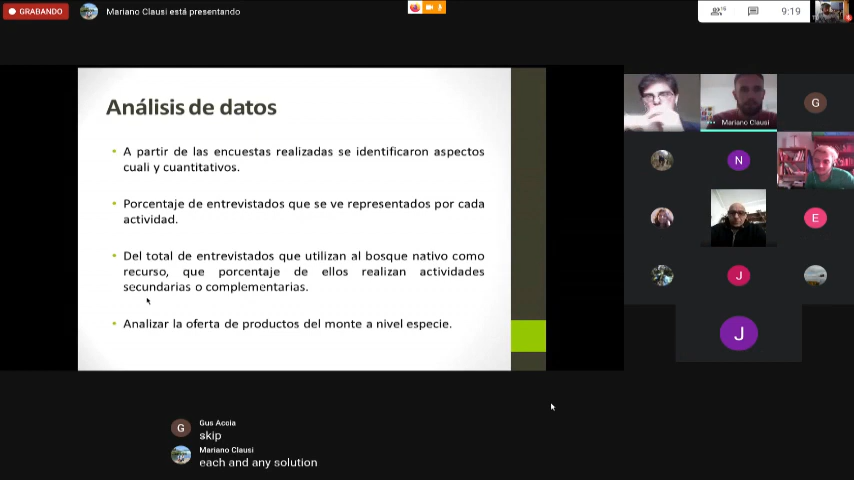 GRABANDO
Mariano Clausi está presentando
19
9:19
Análisis de datos
A partir de las encuestas realizadas se identificaron aspectos
cuali y cuantitativos.
Porcentaje de entrevistados que se ve representados por cada
actividad.
Del total de entrevistados que utilizan al bosque nativo como
recurso, que porcentaje de ellos realizan actividades
secundarias o complementarias.
Analizar la oferta de productos del monte a nivel especie.
Mariano Clausi
G
N
E
J
J
G
Gus Accia
skip
Mariano Clausi
each and any solution